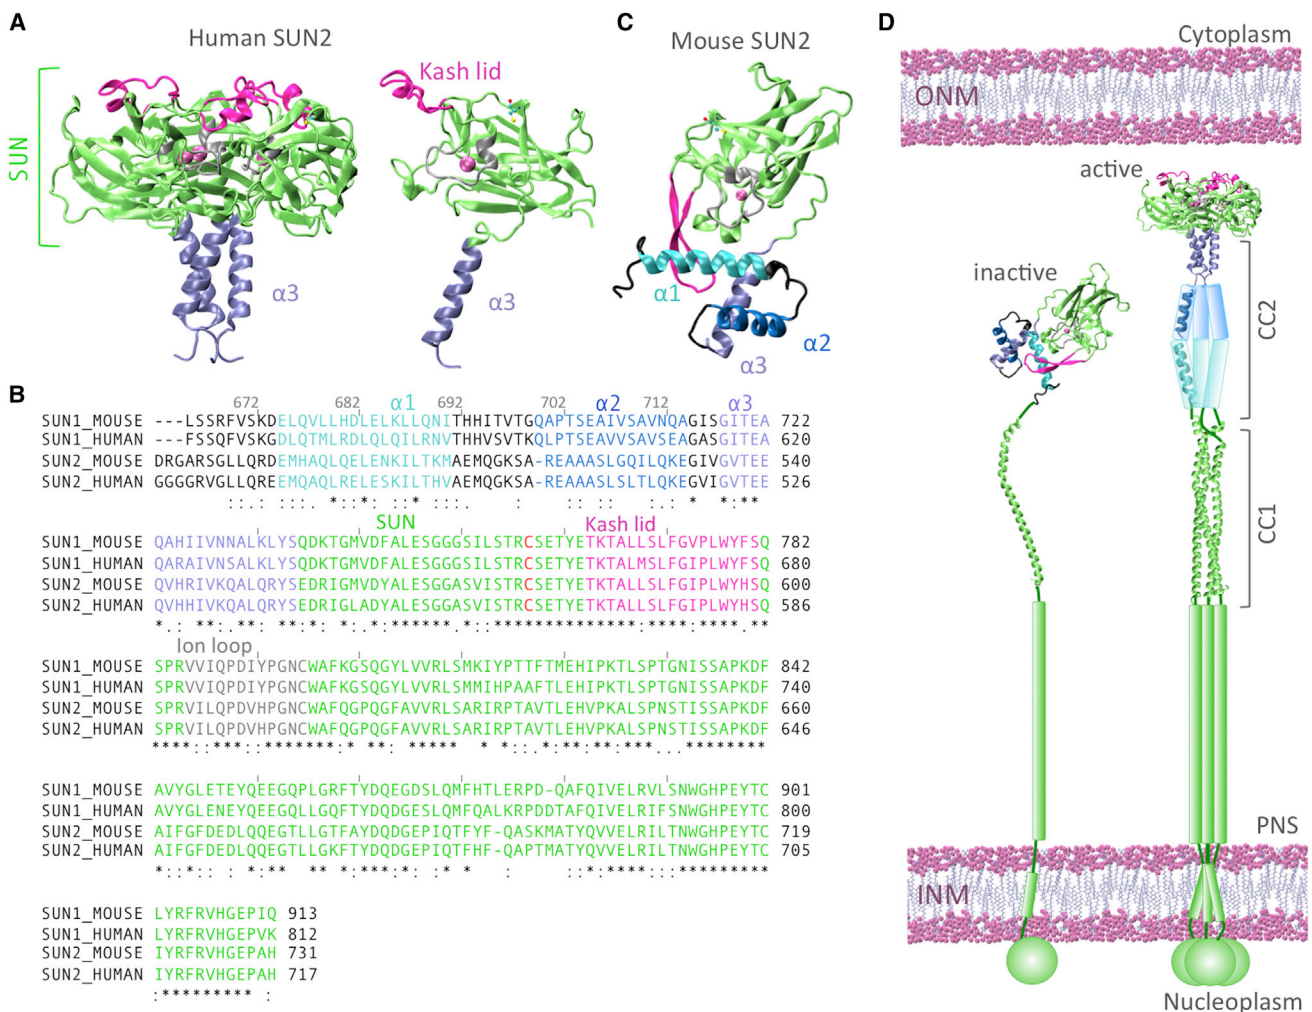 A
Human SUN2
Kash lid
SUN
α3
α3
C
Mouse SUN2
α1
α2
α3
D
Cytoplasm
ONM
active
inactive
CC2
CC1
PNS
INM
Nucleoplasm
B
672 682 α1 692 702 α2 712 α3
SUN1_MOUSE ---LSSRFVSKDELQVLLHDLELKLLQNITHHITVTGQAPTSEAIVSAVNQAGISGITEA 722
SUN1_HUMAN ---FSSQFVSKGDLQTMLRDLQLQILRNVTHHVSVTKQLPTSEAVVSAVSEAGASGITEA 620
SUN2_MOUSE DRGARSGLLQRDEMHAQLQELENKILTKMAEMQGKSA-REAAASLGQILQKEGIVGVTEE 540
SUN2_HUMAN GGGGRVGLLQREEMQAQLRELESKILTHVAEMQGKSA-REAAASLSLTLQKEGVIGVTEE 526
SUN Kash lid
SUN1_MOUSE QAHIIVNNALKLYSQDKTGMVDFALESGGGSILSTRCSETYETKTALLSLFGVPLWYFSQ 782
SUN1_HUMAN QARAIVNSALKLYSQDKTGMVDFALESGGGSILSTRCSETYETKTALMSLFGIPLWYFSQ 680
SUN2_MOUSE QVHRIVKQALQRYSEDRIGMVDYALESGGASVISTRCSETYETKTALLSLFGIPLWYHSQ 600
SUN2_HUMAN QVHHIVKQALQRYSEDRIGLADYALESGGASVISTRCSETYETKTALLSLFGIPLWYHSQ 586
Ion loop
SUN1_MOUSE SPRVVIQPDIYPGNCWAFKGSQGYLVVRLSMKIYPTTFTMEHIPKTLSPTGNISSAPKDF 842
SUN1_HUMAN SPRVVIQPDIYPGNCWAFKGSQGYLVVRLSMMIHPAAFTLEHIPKTLSPTGNISSAPKDF 740
SUN2_MOUSE SPRVILQPDVHPGNCWAFQGPQGFAVVRLSARIRPTAVTLEHVPKALSPNSTISSAPKDF 660
SUN2_HUMAN SPRVILQPDVHPGNCWAFQGPQGFAVVRLSARIRPTAVTLEHVPKALSPNSTISSAPKDF 646
SUN1_MOUSE AVYGLETEYQEEGQPLGRFTYDQEGDSLQMFHTLERPD-QAFQIVELRVLSNWGHPEYTC 901
SUN1_HUMAN AVYGLENEYQEEGQLLGQFTYDQDGESLQMFQALKRPDDTAFQIVELRIFSNWGHPEYTC 800
SUN2_MOUSE AIFGFDEDLQQEGTLLGTFAYDQDGEPIQTFYF-QASKMATYQVVELRILTNWGHPEYTC 719
SUN2_HUMAN AIFGFDEDLQQEGTLLGKFTYDQDGEPIQTFHF-QAPTMATYQVVELRILTNWGHPEYTC 705
SUN1_MOUSE LYRFRVHGEPIQ 913
SUN1_HUMAN LYRFRVHGEPVK 812
SUN2_MOUSE IYRFRVHGEPAH 731
SUN2_HUMAN IYRFRVHGEPAH 717